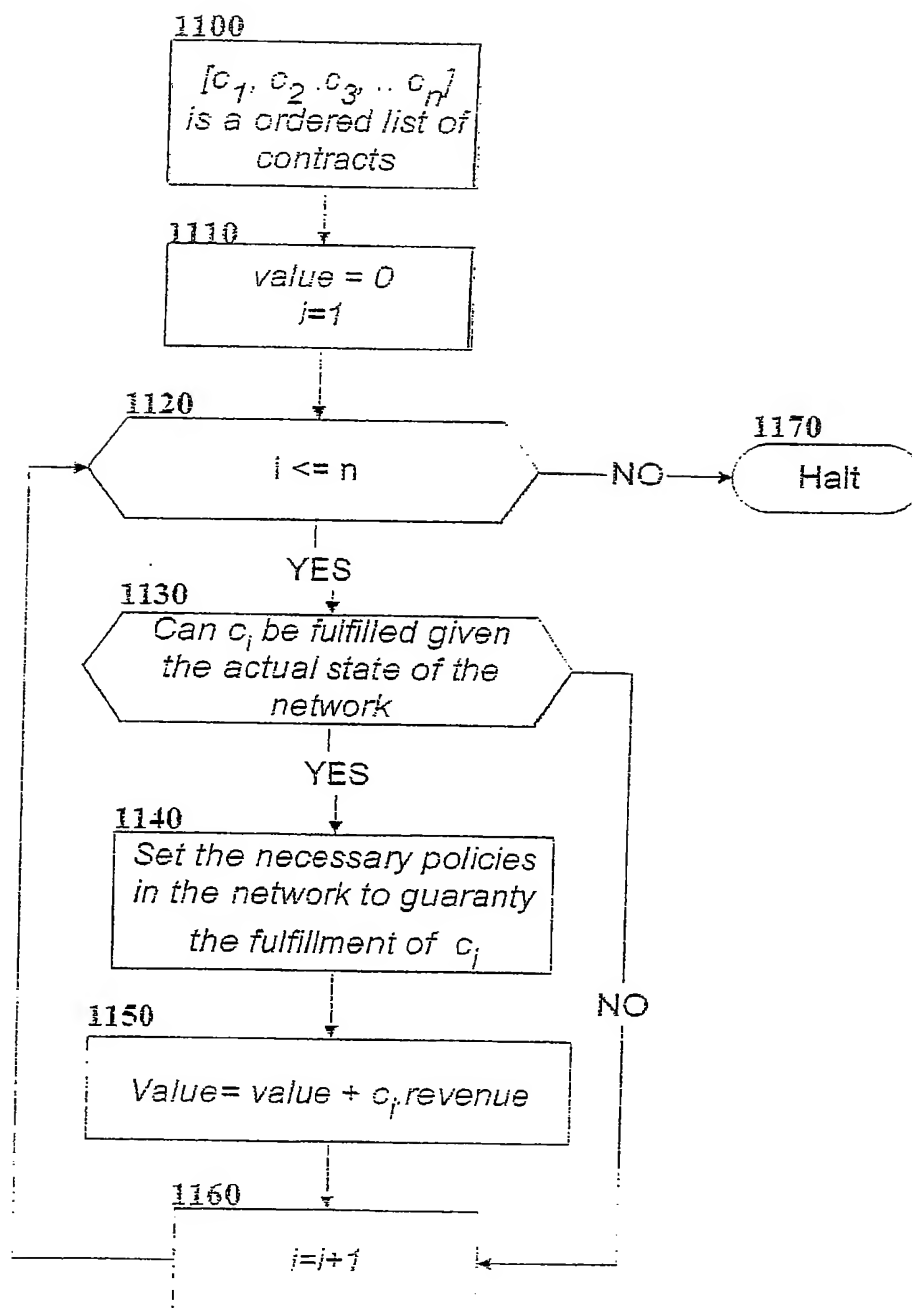 1100
[c1, c2 .c3, .. cn]
is a ordered list of
contracts
1110
value = 0
i=1
1120
i <= n
NO
1170
Halt
YES
1130
Can ci be fulfilled given
the actual state of the
network
YES
1140
Set the necessary policies
in the network to guaranty
the fulfillment of ci
NO
1150
Value= value + ci.revenue
1160
i=i+1